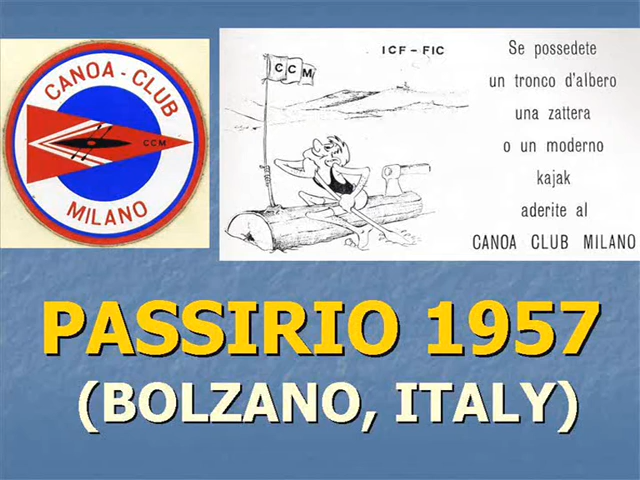 CANOA - CLUB
CCM
MILANO
ICF - FIC
CCM
Se possedete
un tronco d'albero
una zattera
o un moderno
kajak
aderite al
CANOA CLUB MILANO
PASSIRIO 1957
(BOLZANO, ITALY)